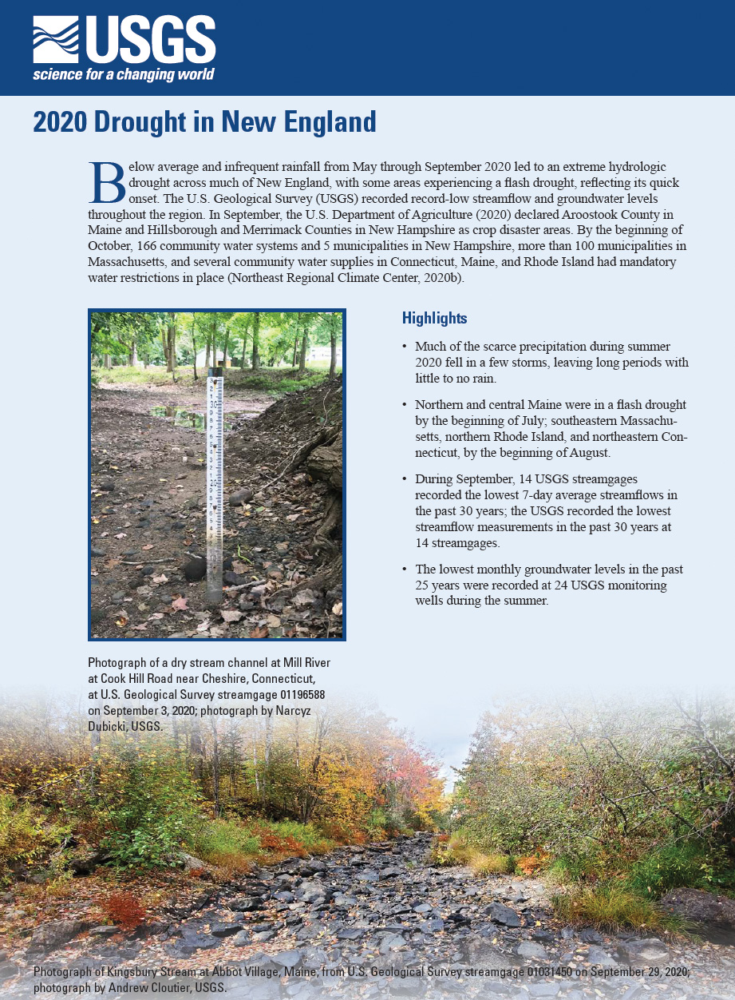 USGS
science for a changing world
2020 Drought in New England
Below average and infrequent rainfall from May through September 2020 led to an extreme hydrologic
drought across much of New England, with some areas experiencing a flash drought, reflecting its quick
onset. The U.S. Geological Survey (USGS) recorded record-low streamflow and groundwater levels
throughout the region. In September, the U.S. Department of Agriculture (2020) declared Aroostook County in
Maine and Hillsborough and Merrimack Counties in New Hampshire as crop disaster areas. By the beginning of
October, 166 community water systems and 5 municipalities in New Hampshire, more than 100 municipalities in
Massachusetts, and several community water supplies in Connecticut, Maine, and Rhode Island had mandatory
water restrictions in place (Northeast Regional Climate Center, 2020b).
Highlights
• Much of the scarce precipitation during summer
2020 fell in a few storms, leaving long periods with
little to no rain.
• Northern and central Maine were in a flash drought
by the beginning of July; southeastern Massachu-
setts, northern Rhode Island, and northeastern Con-
necticut, by the beginning of August.
• During September, 14 USGS streamgages
recorded the lowest 7-day average streamflows in
the past 30 years; the USGS recorded the lowest
streamflow measurements in the past 30 years at
14 streamgages.
• The lowest monthly groundwater levels in the past
25 years were recorded at 24 USGS monitoring
wells during the summer.
Photograph of a dry stream channel at Mill River
at Cook Hill Road near Cheshire, Connecticut,
at U.S. Geological Survey streamgage 01196588
on September 3, 2020; photograph by Narcyz
Dubicki, USGS.
Photograph of Kingsbury Stream at Abbot Village, Maine, from U.S. Geological Survey streamgage 01031450 on September 29, 2020;
photograph by Andrew Cloutier, USGS.